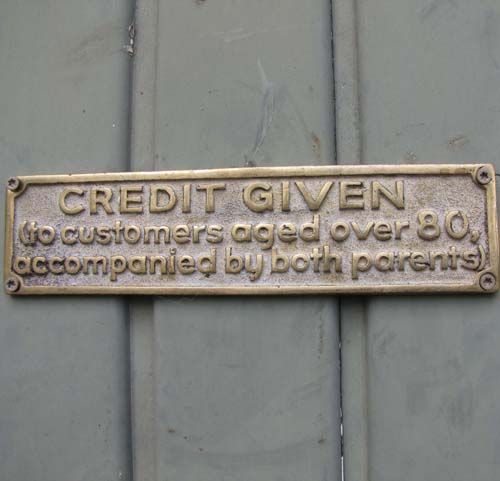 CREDIT GIVEN
(to customers aged over 80,
accompanied by both parents)